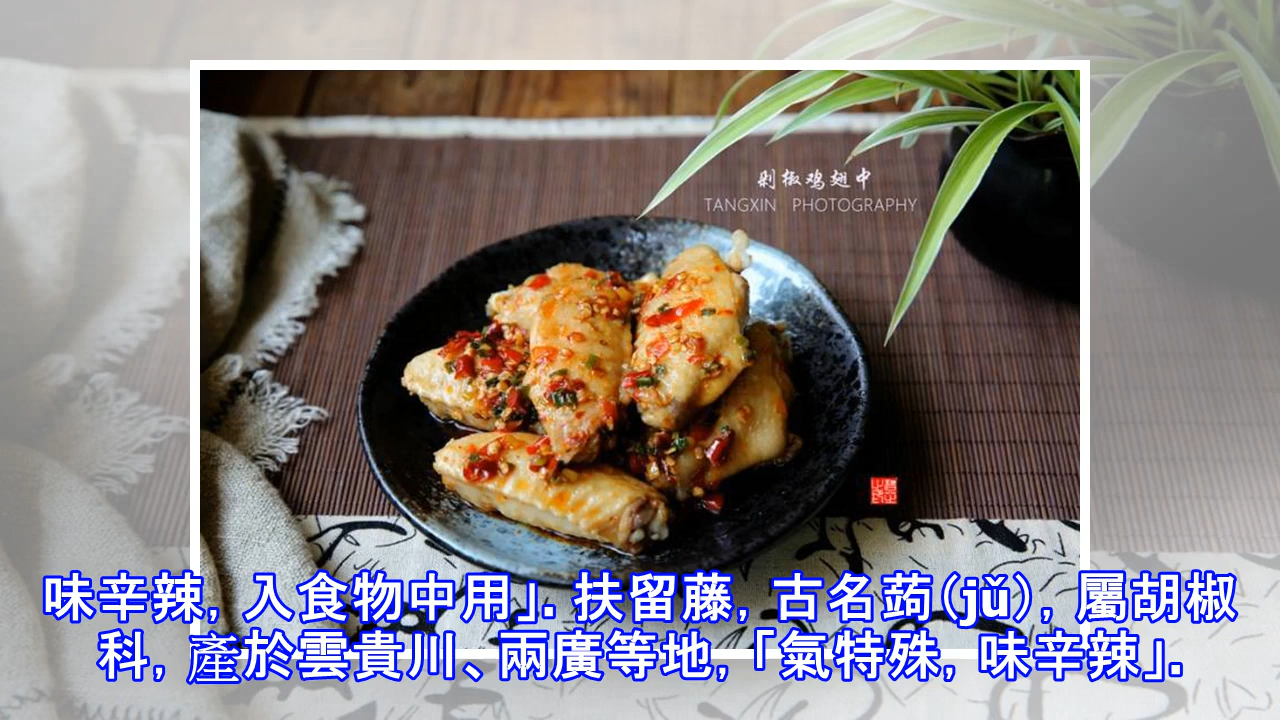 剁椒鸡翅中
TANGXIN PHOTOGRAPHY
味辛辣, 入食物中用」. 扶留藤, 古名蒟(jǔ), 屬胡椒
科, 產於雲貴川、兩廣等地, 「氣特殊, 味辛辣」.